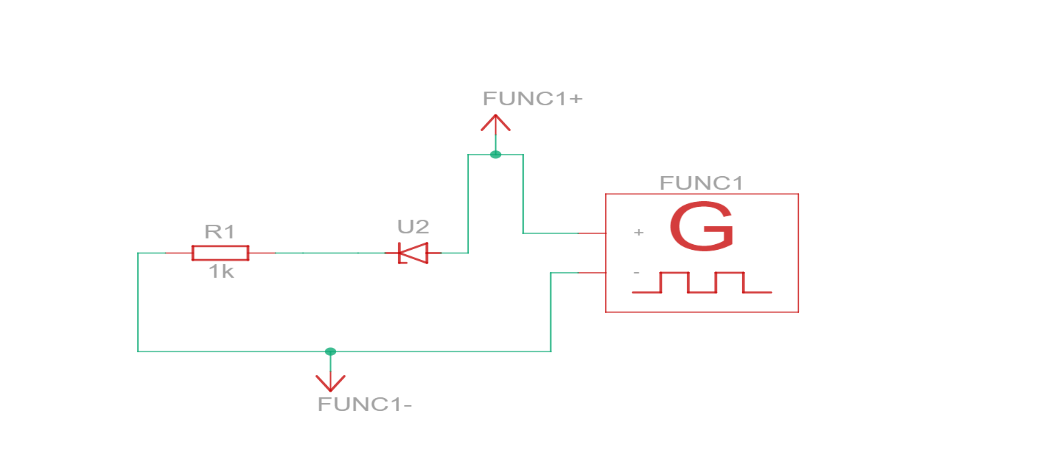 FUNC1+
FUNC1
G
+
-
U2
R1
1k
FUNC1-